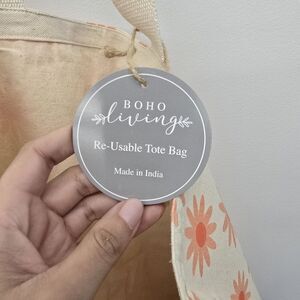 BOHO
living
Re-Usable Tote Bag
Made in India